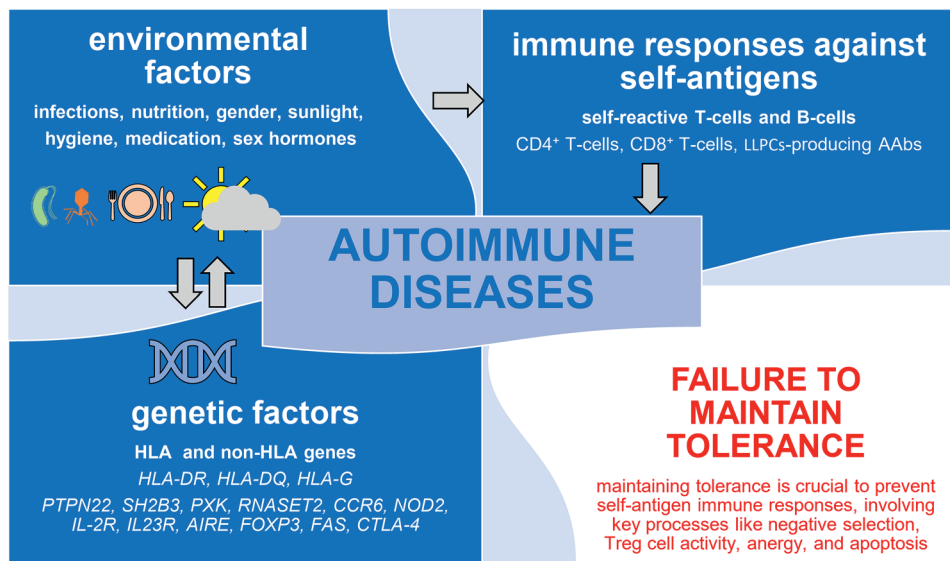 environmental
factors
infections, nutrition, gender, sunlight,
hygiene, medication, sex hormones
immune responses against
self-antigens
self-reactive T-cells and B-cells
CD4⁺ T-cells, CD8⁺ T-cells, LLPCs-producing AAbs
AUTOIMMUNE
DISEASES
genetic factors
HLA and non-HLA genes
HLA-DR, HLA-DQ, HLA-G
PTPN22, SH2B3, PXK, RNASET2, CCR6, NOD2,
IL-2R, IL23R, AIRE, FOXP3, FAS, CTLA-4
FAILURE TO
MAINTAIN
TOLERANCE
maintaining tolerance is crucial to prevent
self-antigen immune responses, involving
key processes like negative selection,
Treg cell activity, anergy, and apoptosis